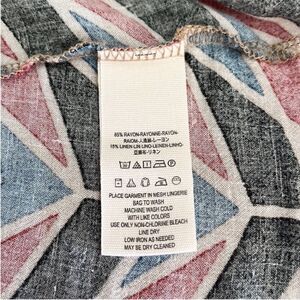 85% RAYON-RAYONNE-RAYON-
15% LINEN-LIN-LINO-LEINEN-LINHO-
PLACE GARMENT IN MESH LINGERIE
BAG TO WASH
MACHINE WASH COLD
WITH LIKE COLORS
USE ONLY NON-CHLORINE BLEACH
LINE DRY
LOW IRON AS NEEDED
MAY BE DRY CLEANED